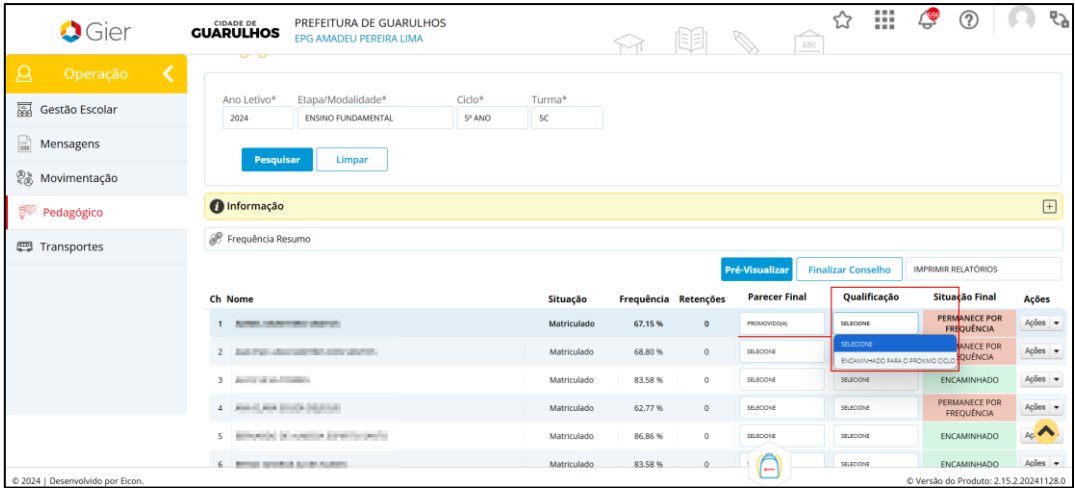 Gier
CIDADE DE
GUARULHOS
PREFEITURA DE GUARULHOS
EPG AMADEU PEREIRA LIMA
ABC
Operação
Gestão Escolar
Mensagens
Movimentação
Pedagógico
Transportes
Ano Letivo* Etapa/Modalidade* Ciclo* Turma*
2024 ENSINO FUNDAMENTAL 5º ANO 5C
Pesquisar Limpar
Informação
Frequência Resumo
Pré-Visualizar Finalizar Conselho IMPRIMIR RELATÓRIOS
Ch Nome Situação Frequência Retenções Parecer Final Qualificação Situação Final Ações
1 Matriculado 67,15 % 0 PROMOVIDO(A) SELECIONE PERMANECE POR FREQUÊNCIA Ações
SELECIONE
ENCAMINHADO PARA O PROXIMO CICLO
2 Matriculado 68,80 % 0 SELECIONE
3 Matriculado 83,58 % 0 SELECIONE SELECIONE ENCAMINHADO Ações
4 Matriculado 62,77 % 0 SELECIONE SELECIONE PERMANECE POR FREQUÊNCIA Ações
5 Matriculado 86,86 % 0 SELECIONE SELECIONE ENCAMINHADO
6 Matriculado 83,58 % 0 SELECIONE ENCAMINHADO Ações
© 2024 | Desenvolvido por Eicon. © Versão do Produto: 2.15.2.20241128.0